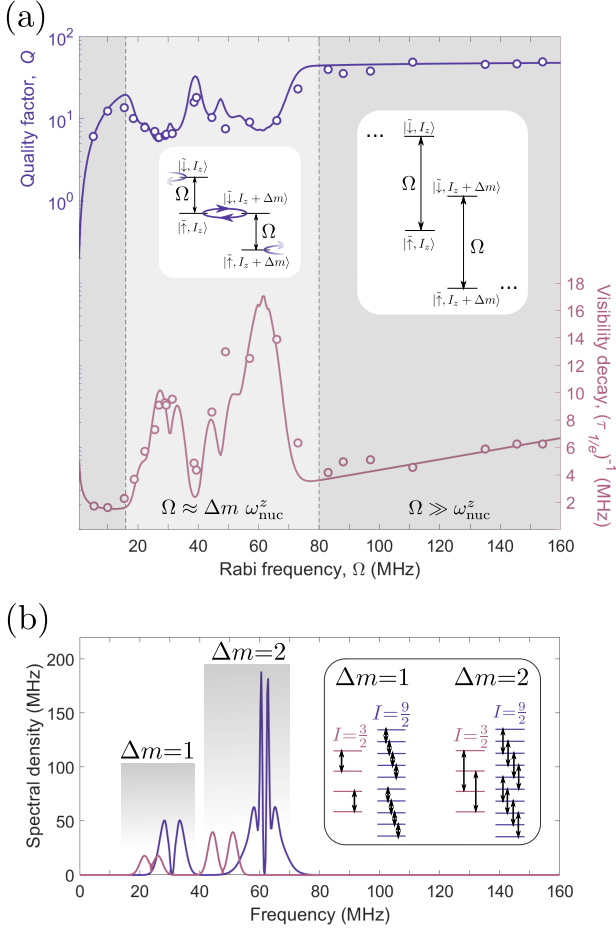 (a)
Quality factor, Q
10²
10¹
10⁰
|↓̃, I_z⟩
Ω
|↑̃, I_z⟩
|↓̃, I_z + Δm⟩
Ω
|↑̃, I_z + Δm⟩
...
|↓̃, I_z⟩
Ω
|↑̃, I_z⟩
|↓̃, I_z + Δm⟩
Ω
|↑̃, I_z + Δm⟩
...
18
16
14
12
10
8
6
4
2
Visibility decay, (τ_{1/e})⁻¹ (MHz)
Ω ≈ Δm ω^z_nuc
Ω ≫ ω^z_nuc
20 40 60 80 100 120 140 160
Rabi frequency, Ω (MHz)
(b)
Spectral density (MHz)
200
150
100
50
0
Δm=1
Δm=2
Δm=1
Δm=2
I=3/2
I=9/2
I=3/2
I=9/2
0 20 40 60 80 100 120 140 160
Frequency (MHz)